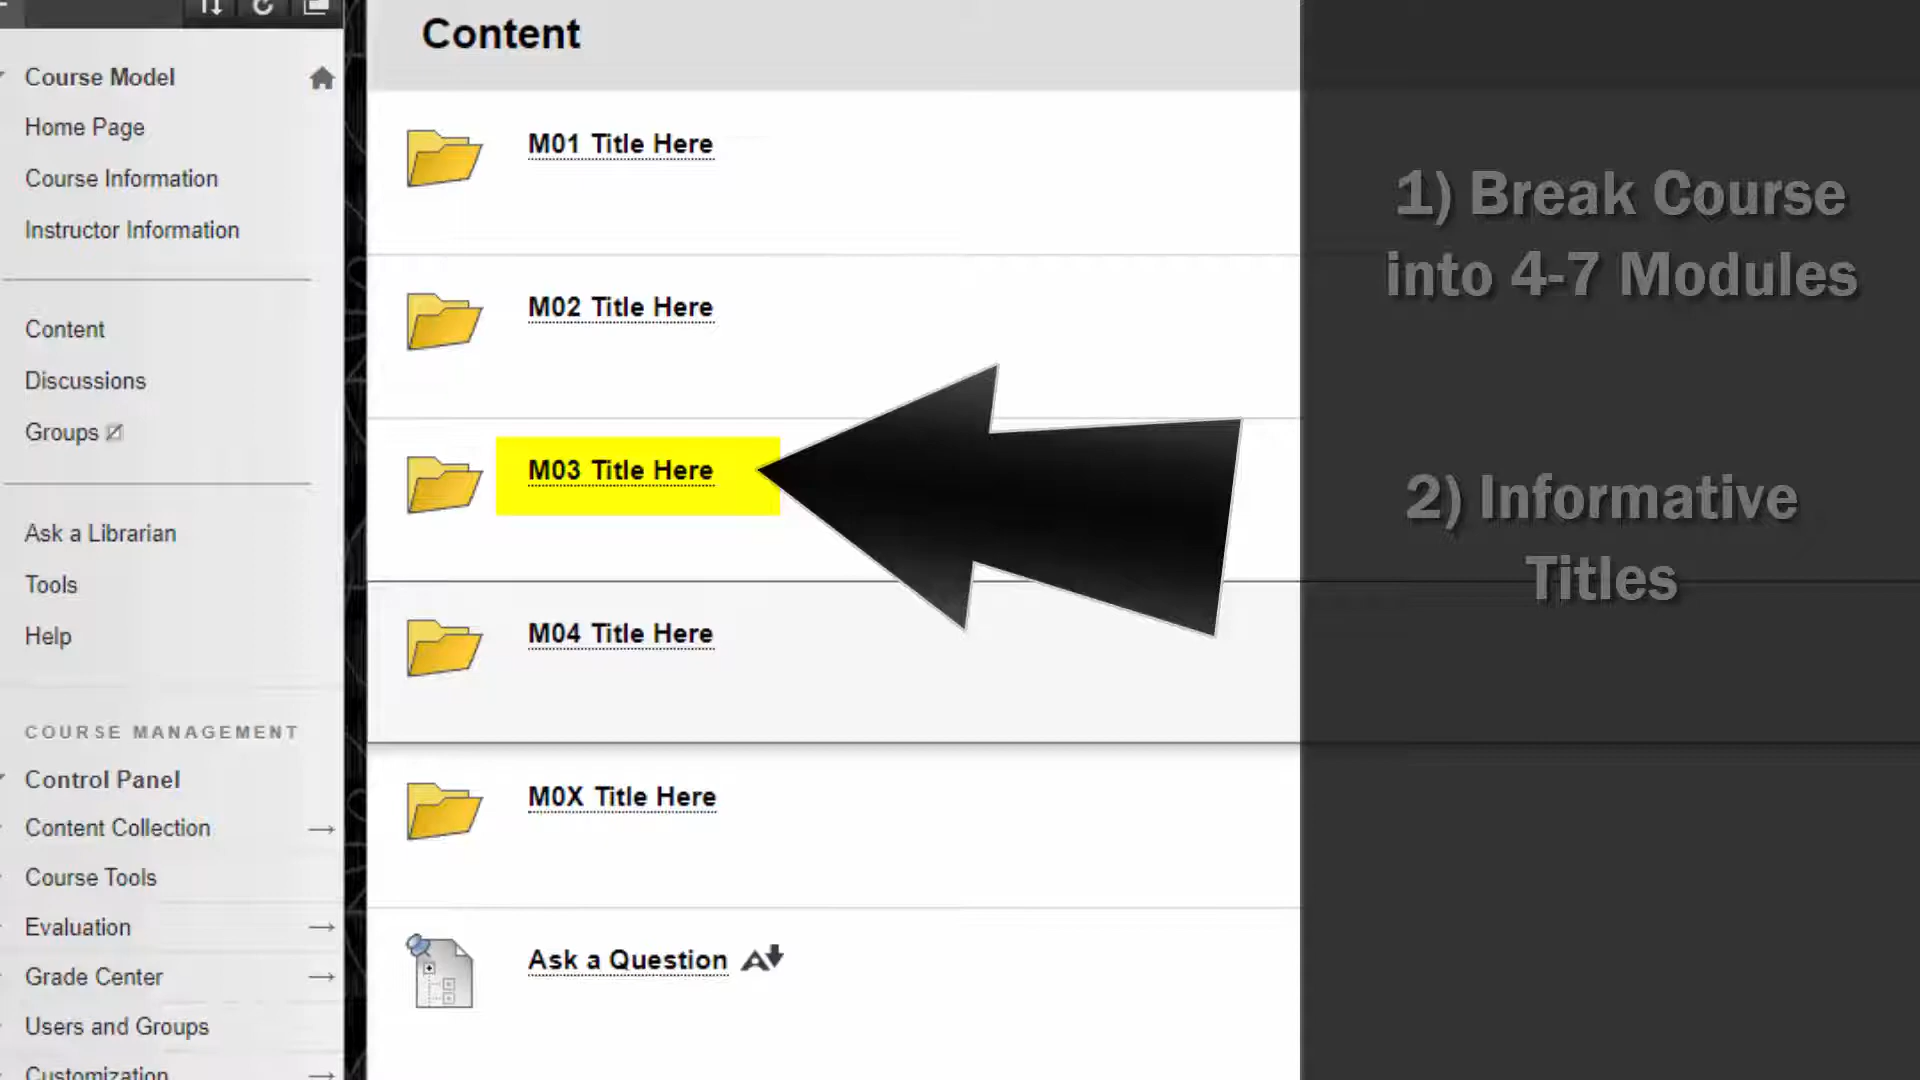 Course Model
Home Page
Course Information
Instructor Information
Content
Discussions
Groups
Ask a Librarian
Tools
Help
COURSE MANAGEMENT
Control Panel
Content Collection
Course Tools
Evaluation
Grade Center
Users and Groups
Customization
Content
M01 Title Here
M02 Title Here
M03 Title Here
M04 Title Here
M0X Title Here
Ask a Question
1) Break Course
into 4-7 Modules
2) Informative
Titles